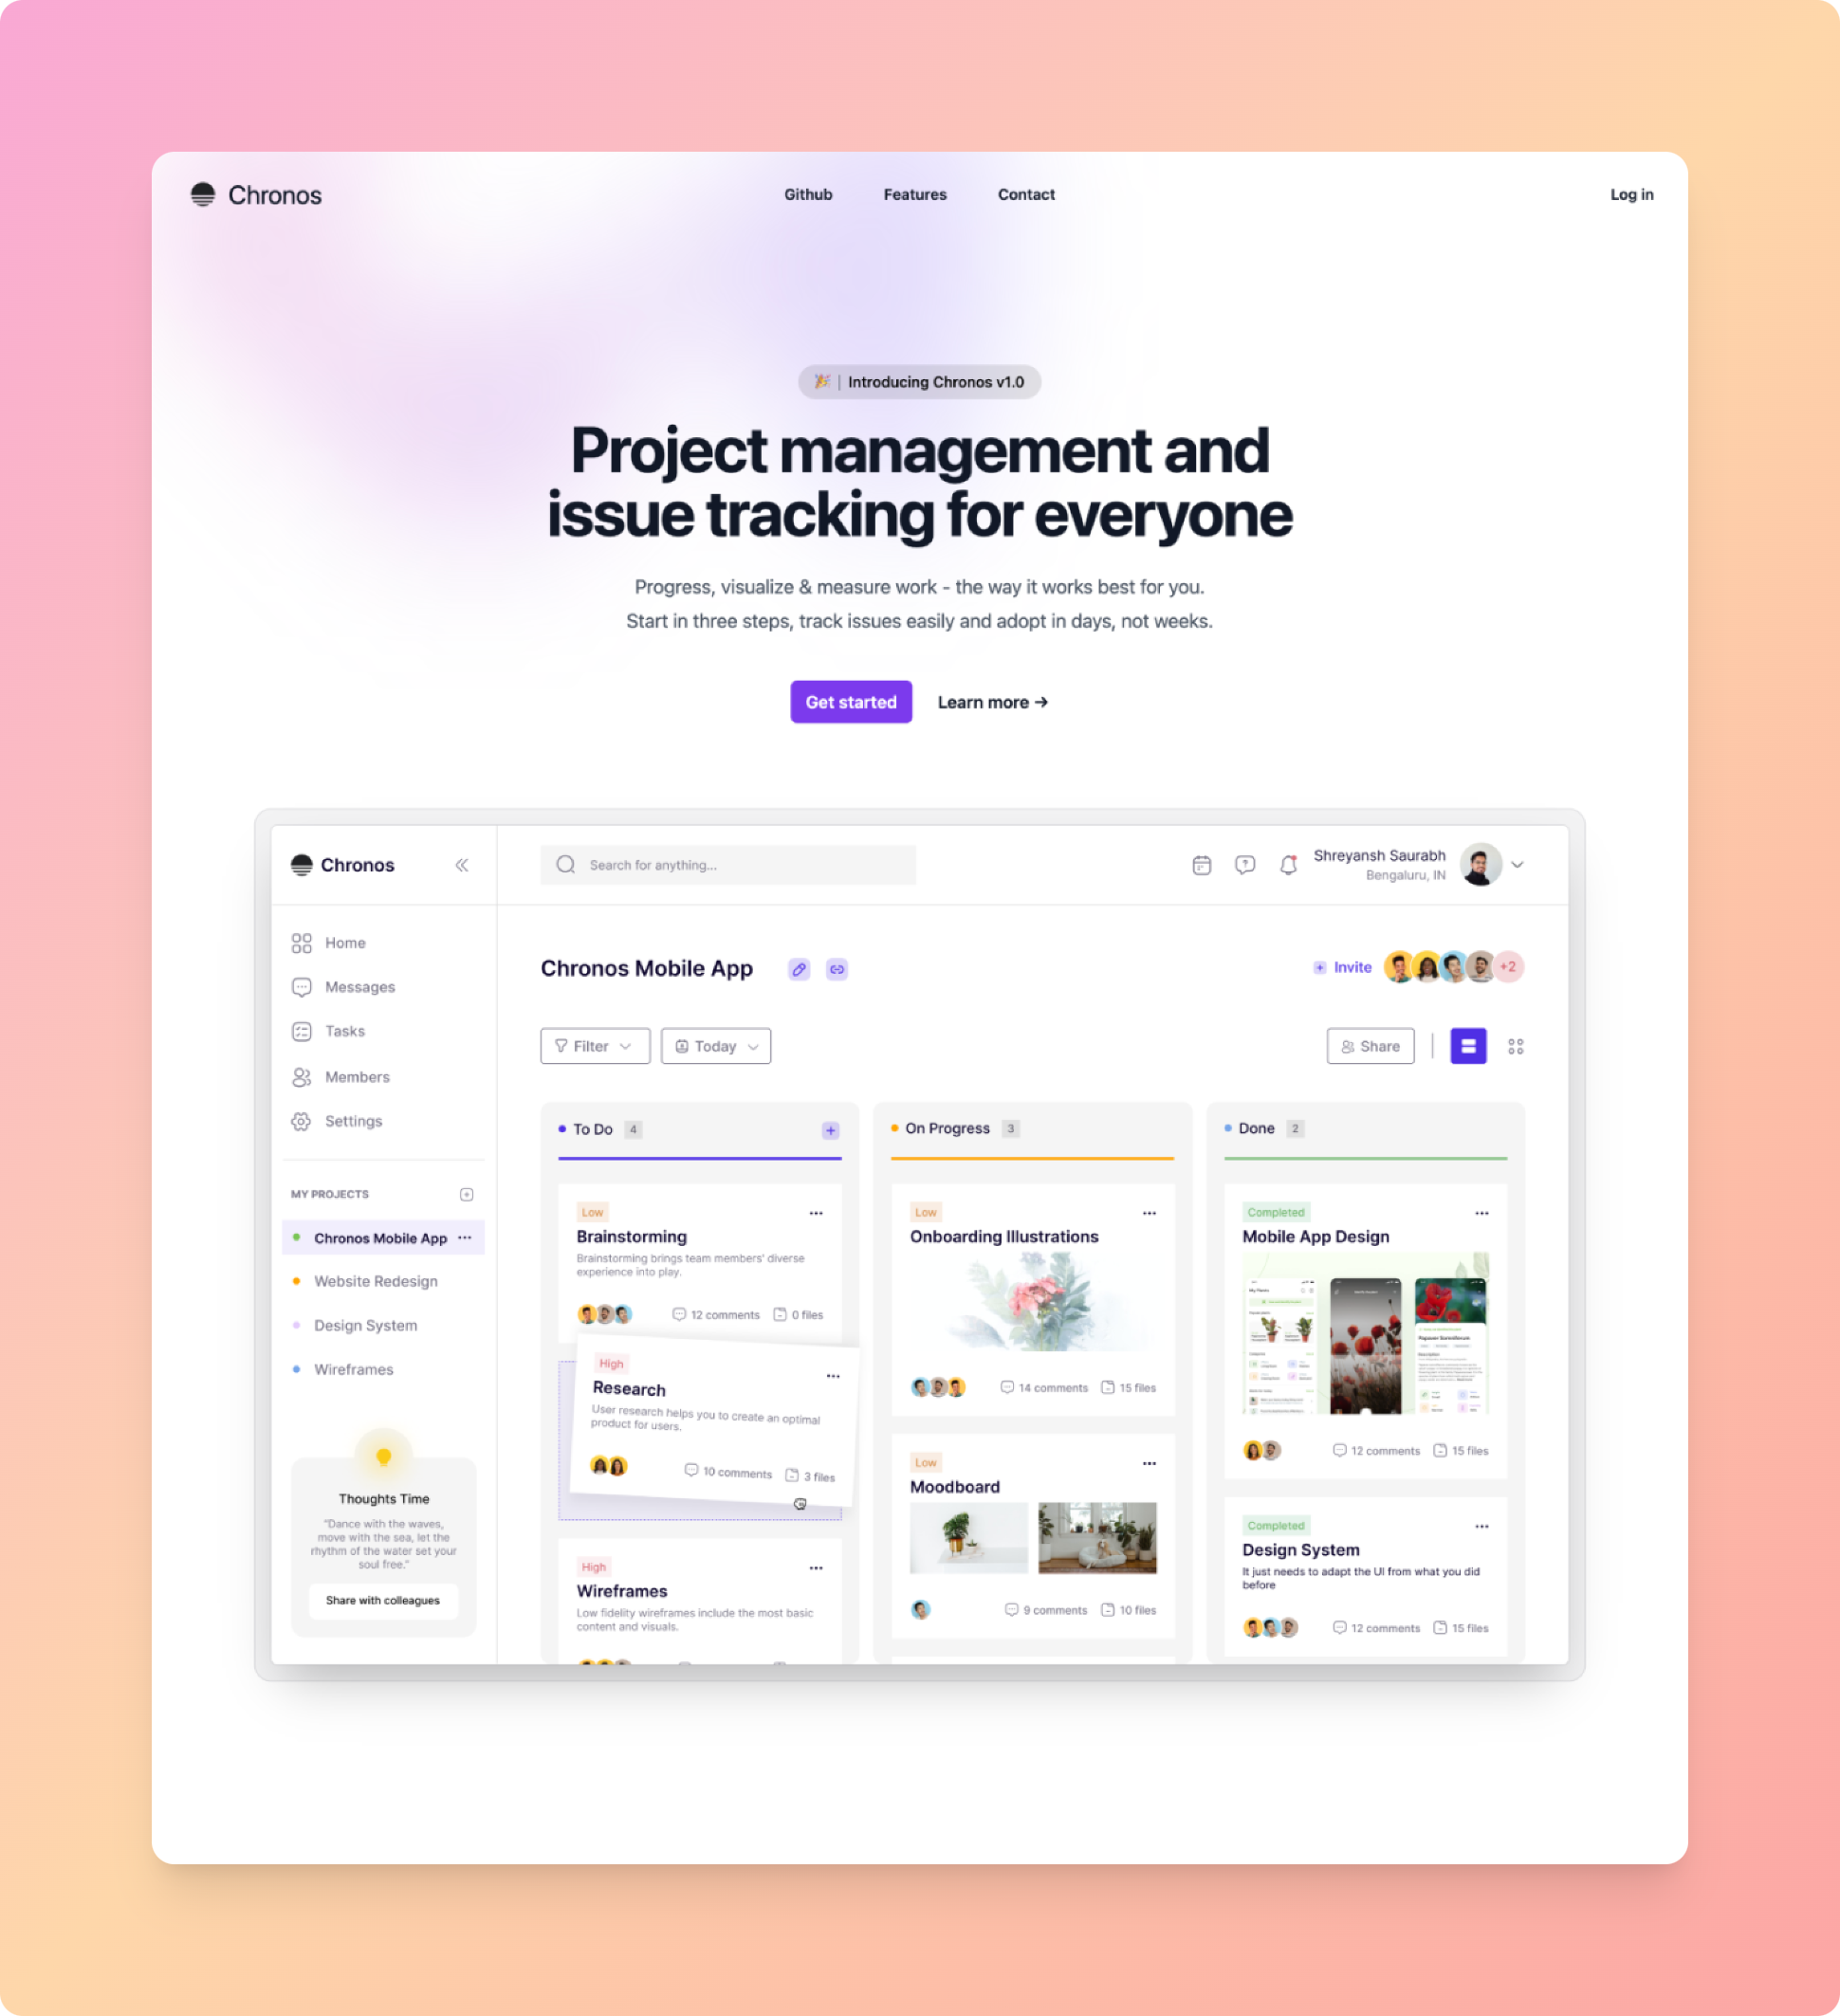 Chronos
Github
Features
Contact
Log in
🎉 | Introducing Chronos v1.0
Project management and
issue tracking for everyone
Progress, visualize & measure work - the way it works best for you.
Start in three steps, track issues easily and adopt in days, not weeks.
Get started
Learn more →
Chronos
Search for anything...
Shreyansh Saurabh
Bengaluru, IN
Home
Messages
Tasks
Members
Settings
MY PROJECTS
Chronos Mobile App
Website Redesign
Design System
Wireframes
Thoughts Time
"Dance with the waves,
move with the sea, let the
rhythm of the water set your
soul free."
Share with colleagues
Chronos Mobile App
Invite
+2
Filter
Today
Share
To Do 4
Low
Brainstorming
Brainstorming brings team members' diverse
experience into play.
12 comments
0 files
High
Research
User research helps you to create an optimal
product for users.
10 comments
3 files
High
Wireframes
Low fidelity wireframes include the most basic
content and visuals.
On Progress 3
Low
Onboarding Illustrations
14 comments
15 files
Low
Moodboard
9 comments
10 files
Done 2
Completed
Mobile App Design
My Plants
Papaver Somniferum
Description
12 comments
15 files
Completed
Design System
It just needs to adapt the UI from what you did
before
12 comments
15 files